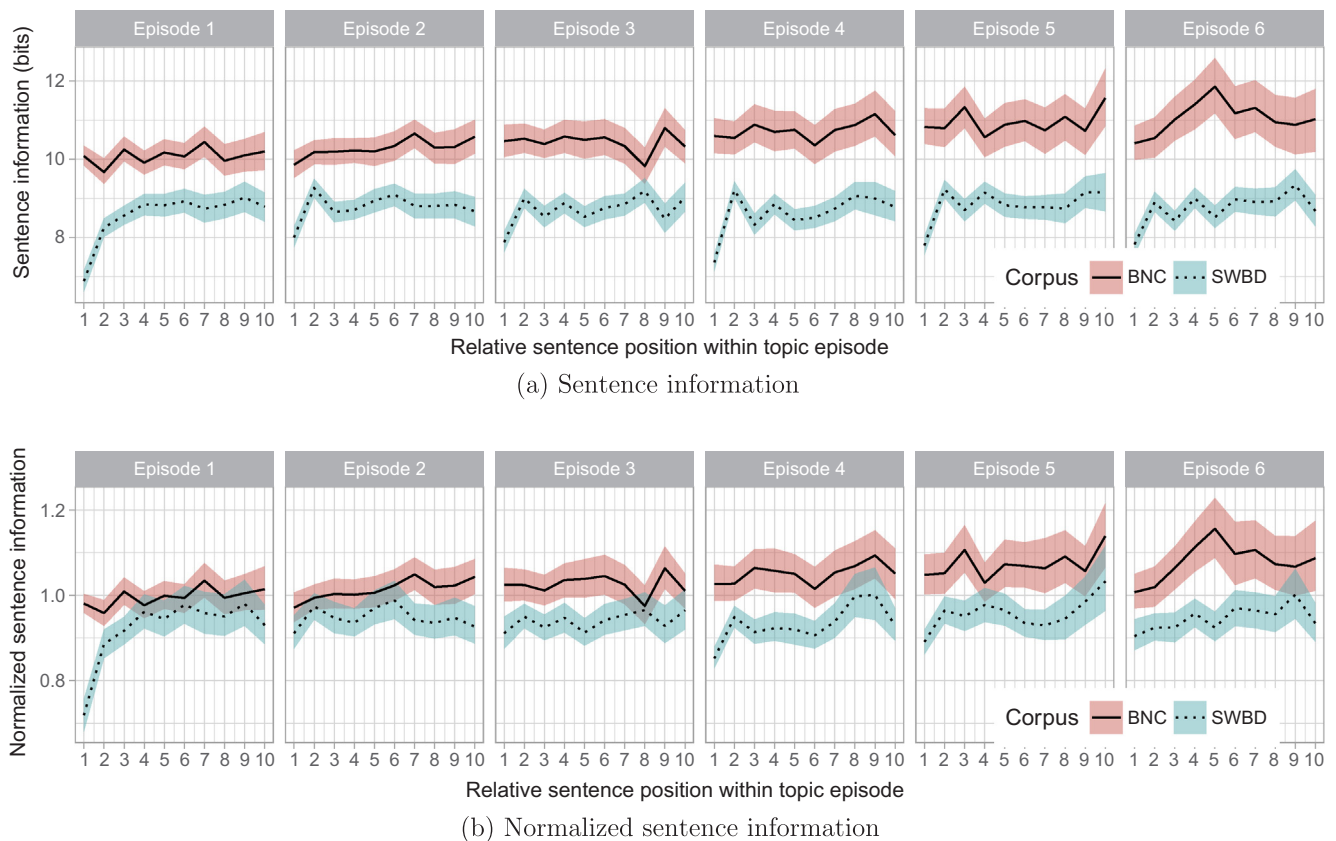 Episode 1 Episode 2 Episode 3 Episode 4 Episode 5 Episode 6
Sentence information (bits)
12
10
8
Corpus BNC SWBD
1 2 3 4 5 6 7 8 9 10 1 2 3 4 5 6 7 8 9 10 1 2 3 4 5 6 7 8 9 10 1 2 3 4 5 6 7 8 9 10 1 2 3 4 5 6 7 8 9 10 1 2 3 4 5 6 7 8 9 10
Relative sentence position within topic episode
(a) Sentence information
Episode 1 Episode 2 Episode 3 Episode 4 Episode 5 Episode 6
Normalized sentence information
1.2
1.0
0.8
Corpus BNC SWBD
1 2 3 4 5 6 7 8 9 10 1 2 3 4 5 6 7 8 9 10 1 2 3 4 5 6 7 8 9 10 1 2 3 4 5 6 7 8 9 10 1 2 3 4 5 6 7 8 9 10 1 2 3 4 5 6 7 8 9 10
Relative sentence position within topic episode
(b) Normalized sentence information